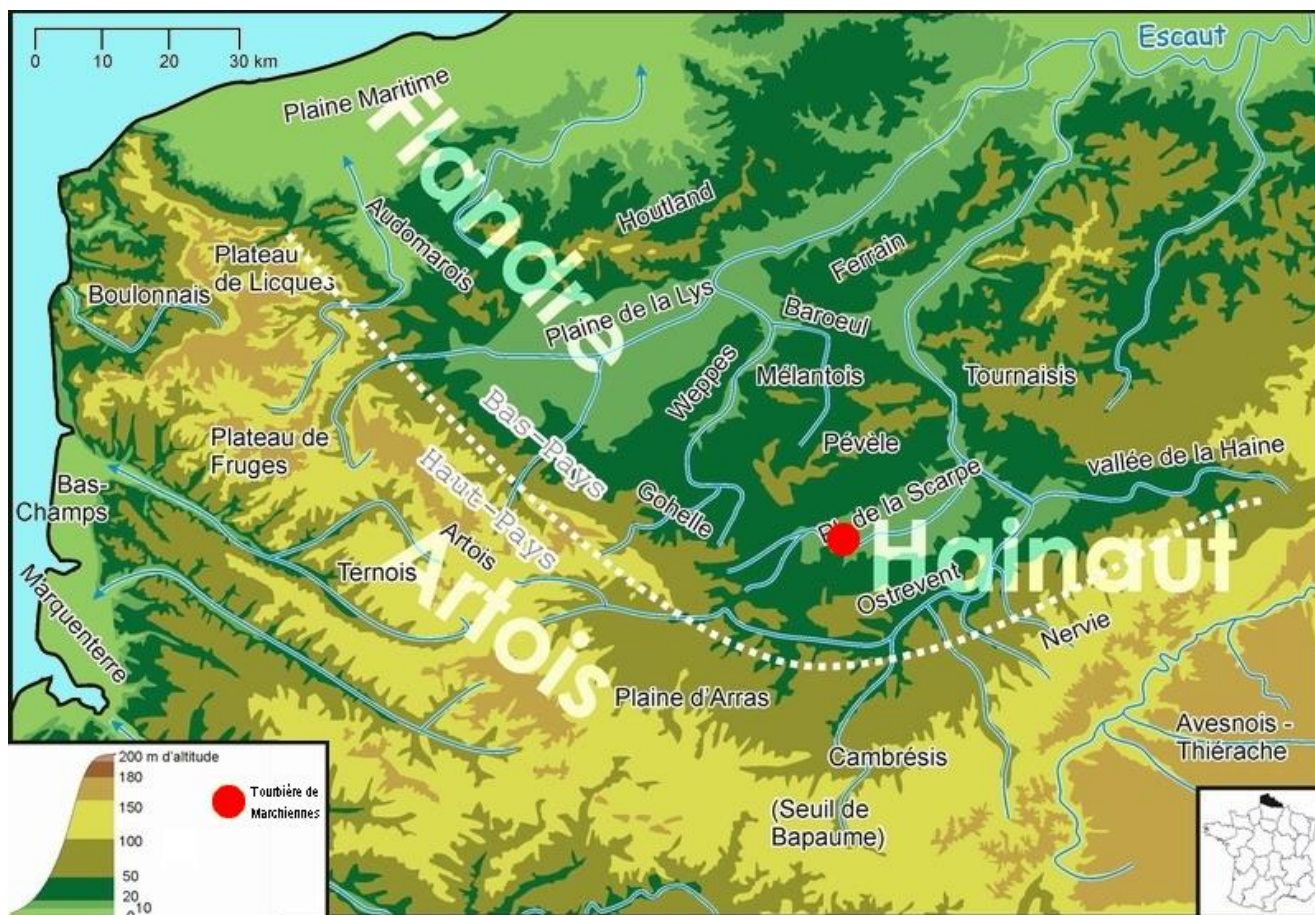 0 10 20 30 km
Escaut
Plaine Maritime
Flandre
Houtland
Audomarois
Ferrain
Plateau
de Licques
Boulonnais
Plaine de la Lys
Baroeul
Weppes
Mélantois
Tournaisis
Bas-Pays
Haut-Pays
Plateau de
Fruges
Pévèle
vallée de la Haine
Bas-
Champs
Gohelle
Pl. de la Scarpe
Hainaut
Artois
Ternois
Artois
Ostrevent
Nervie
Marquenterre
Plaine d'Arras
Cambrésis
Avesnois -
Thiérache
(Seuil de
Bapaume)
200 m d'altitude
180
150
100
50
20
10
0
Tourbière de
Marchiennes